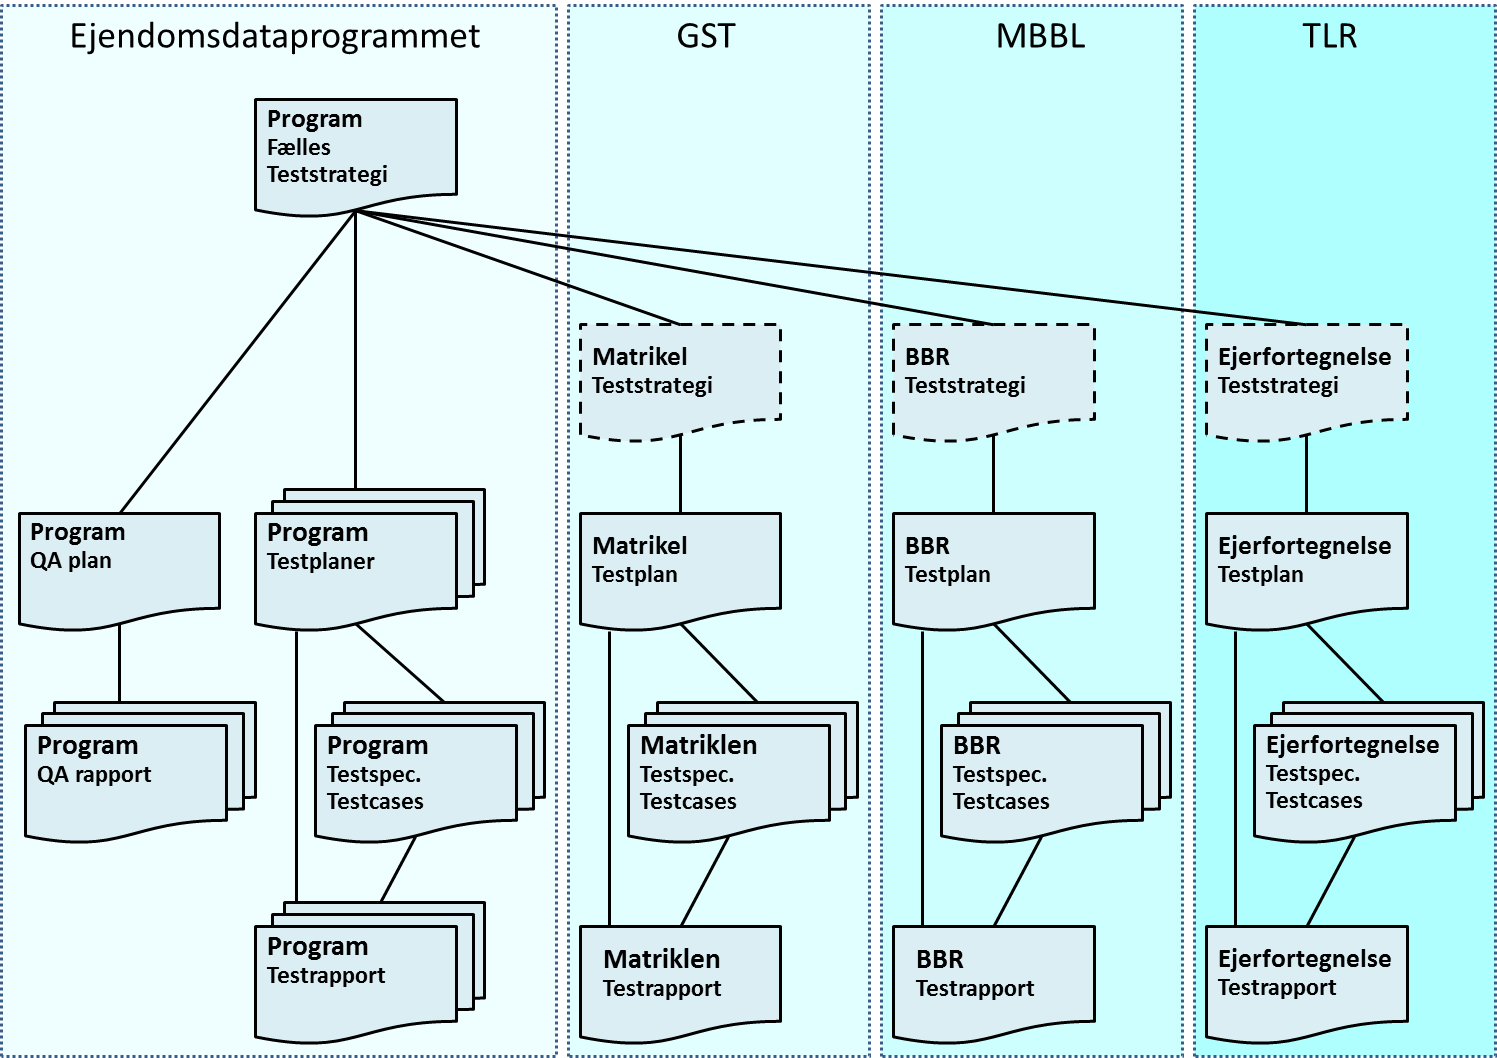 Ejendomsdataprogrammet
GST
MBBL
TLR
Program
Fælles
Teststrategi
Matrikel
Teststrategi
BBR
Teststrategi
Ejerfortegnelse
Teststrategi
Program
QA plan
Program
Testplaner
Matrikel
Testplan
BBR
Testplan
Ejerfortegnelse
Testplan
Program
QA rapport
Program
Testspec.
Testcases
Matriklen
Testspec.
Testcases
BBR
Testspec.
Testcases
Ejerfortegnelse
Testspec.
Testcases
Program
Testrapport
Matriklen
Testrapport
BBR
Testrapport
Ejerfortegnelse
Testrapport